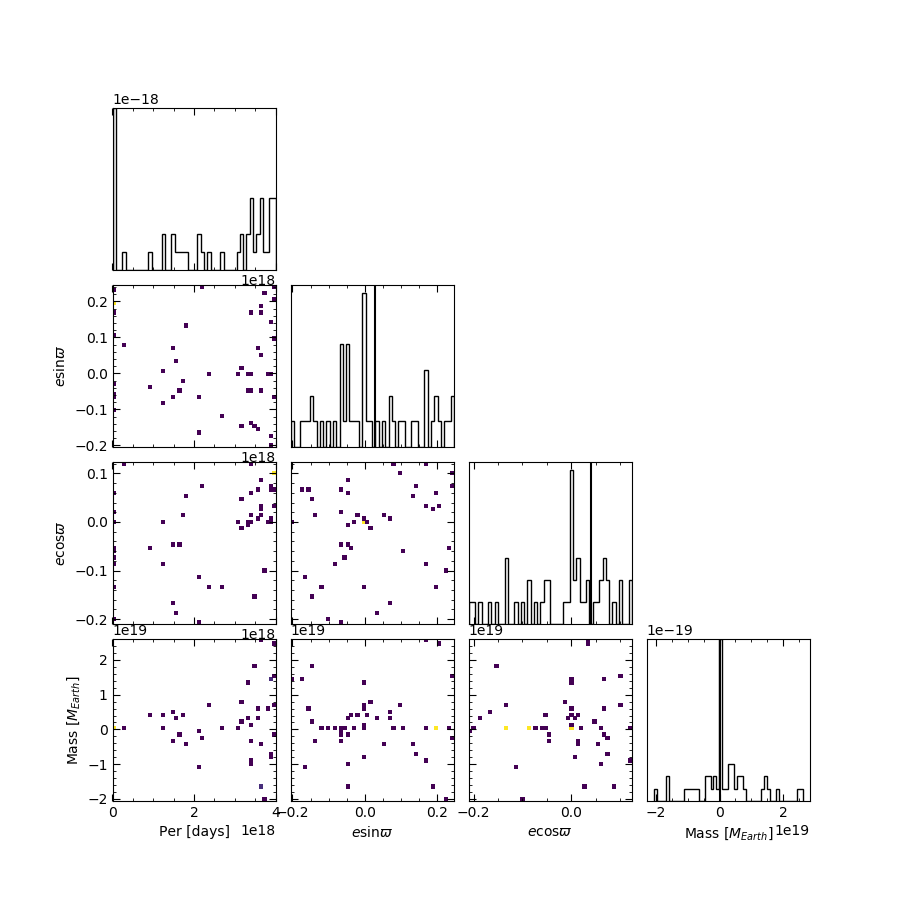 1e−18
1e18
0.2
0.1
0.0
−0.1
−0.2
esinϖ
1e18
0.1
0.0
−0.1
−0.2
ecosϖ
1e19 1e18 1e19 1e19 1e−19
2
1
0
−1
−2
Mass [M_Earth]
0 2 4 −0.2 0.0 0.2 −0.2 0.0 −2 0 2
Per [days] 1e18 esinϖ ecosϖ Mass [M_Earth] 1e19